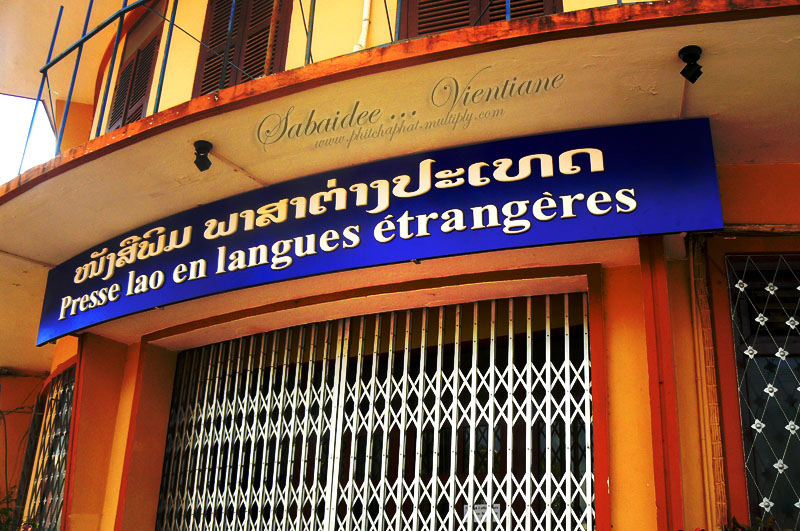 Sabaidee ... Vientiane
www.phitchaphat.multiply.com
ໜັງສືພິມ ພາສາຕ່າງປະເທດ
Presse lao en langues étrangères